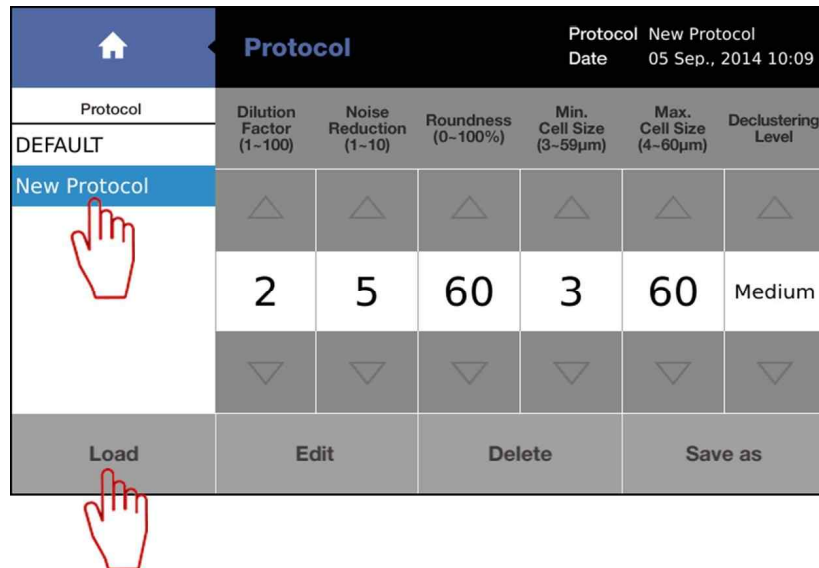 Protocol
Protocol New Protocol
Date 05 Sep., 2014 10:09
Protocol
DEFAULT
New Protocol
Dilution
Factor
(1~100)
Noise
Reduction
(1~10)
Roundness
(0~100%)
Min.
Cell Size
(3~59µm)
Max.
Cell Size
(4~60µm)
Declustering
Level
2
5
60
3
60
Medium
Load
Edit
Delete
Save as